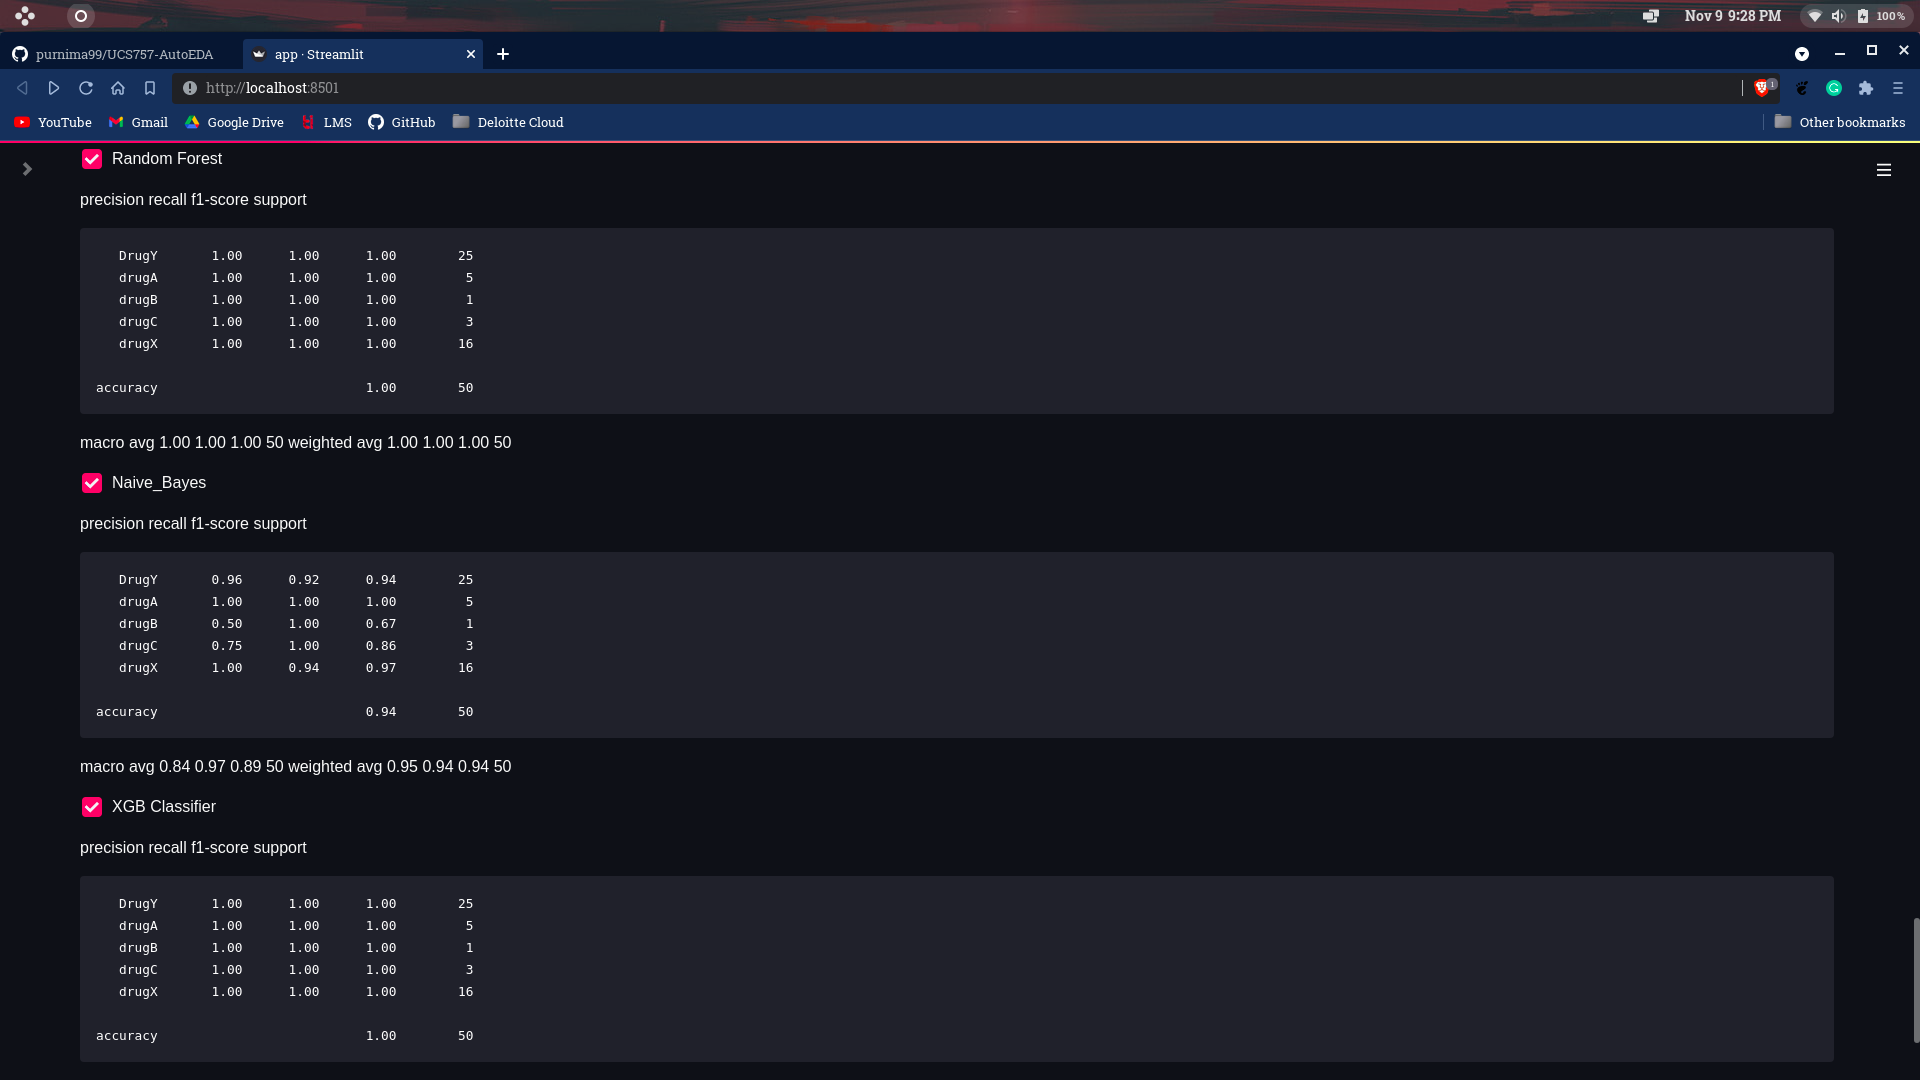 Nov 9 9:28 PM
100%
purnima99/UCS757-AutoEDA
app · Streamlit
http://localhost:8501
1
YouTube
Gmail
Google Drive
LMS
GitHub
Deloitte Cloud
Other bookmarks
Random Forest
precision recall f1-score support
DrugY 1.00 1.00 1.00 25
drugA 1.00 1.00 1.00 5
drugB 1.00 1.00 1.00 1
drugC 1.00 1.00 1.00 3
drugX 1.00 1.00 1.00 16
accuracy 1.00 50
macro avg 1.00 1.00 1.00 50 weighted avg 1.00 1.00 1.00 50
Naive_Bayes
precision recall f1-score support
DrugY 0.96 0.92 0.94 25
drugA 1.00 1.00 1.00 5
drugB 0.50 1.00 0.67 1
drugC 0.75 1.00 0.86 3
drugX 1.00 0.94 0.97 16
accuracy 0.94 50
macro avg 0.84 0.97 0.89 50 weighted avg 0.95 0.94 0.94 50
XGB Classifier
precision recall f1-score support
DrugY 1.00 1.00 1.00 25
drugA 1.00 1.00 1.00 5
drugB 1.00 1.00 1.00 1
drugC 1.00 1.00 1.00 3
drugX 1.00 1.00 1.00 16
accuracy 1.00 50